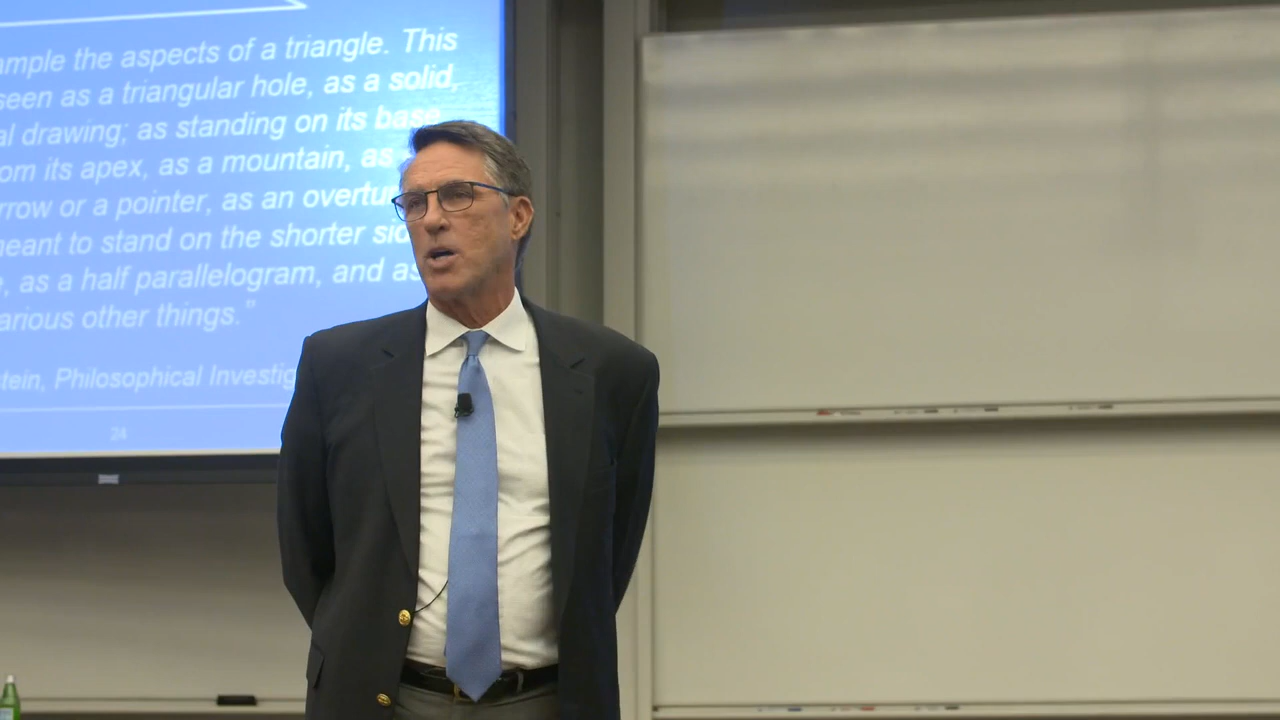 ample the aspects of a triangle. This
seen as a triangular hole, as a solid,
al drawing; as standing on its base
om its apex, as a mountain, as
rrow or a pointer, as an overtu
neant to stand on the shorter sid
, as a half parallelogram, and as
arious other things."
stein, Philosophical Investig
24